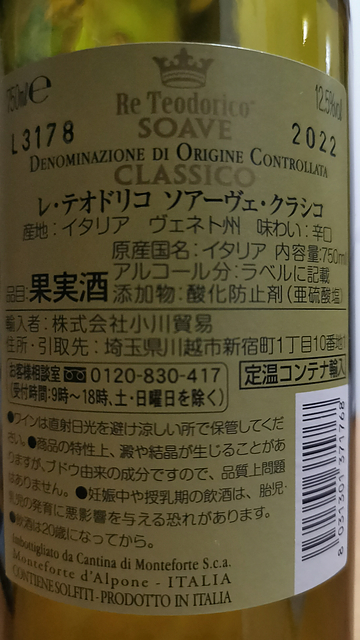 750ml e
12.5%vol
Re Teodorico
L3178
SOAVE
2022
DENOMINAZIONE DI ORIGINE CONTROLLATA
CLASSICO
レ・テオドリコ ソアーヴェ・クラシコ
産地:イタリア ヴェネト州 味わい:辛口
原産国名:イタリア 内容量:750ml
アルコール分:ラベルに記載
品目:果実酒 添加物:酸化防止剤(亜硫酸塩)
輸入者:株式会社小川貿易
住所・引取先:埼玉県川越市新宿町1丁目10番地
お客様相談室 0120-830-417
(受付時間:9時~18時、土・日曜日を除く)
定温コンテナ輸入
●ワインは直射日光を避け涼しい所で保管してくだ
さい。●商品の特性上、澱や結晶が生じることがあ
りますが、ブドウ由来の成分ですので、品質上問題
はありません。●妊娠中や授乳期の飲酒は、胎児・
乳児の発育に悪影響を与える恐れがあります。
●飲酒は20歳になってから。
Imbottigliato da Cantina di Monteforte S.c.a.
Monteforte d'Alpone - ITALIA
CONTIENE SOLFITI - PRODOTTO IN ITALIA
8 031301 371768